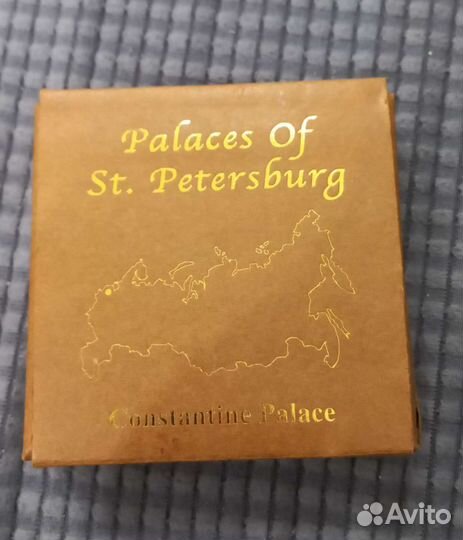 Palaces Of
St. Petersburg
Constantine Palace
Avito